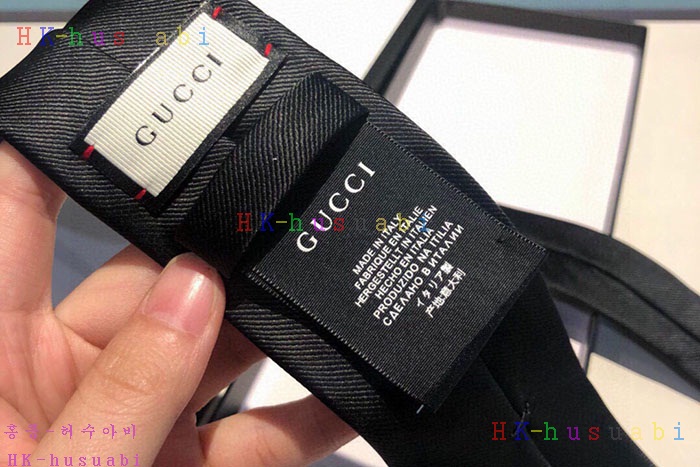 HK-husuabi
GUCCI
HK-husuabi
GUCCI
MADE IN ITALY
FABRIQUE EN ITALIE
HERGESTELLT IN ITALIEN
HECHO EN ITALIA
PRODUZIDO NA ITILIA
СДЕЛАНО В ИТАЛИИ
イタリア製
产地意大利
홍콩-허수아비
HK-husuabi
HK-husuabi